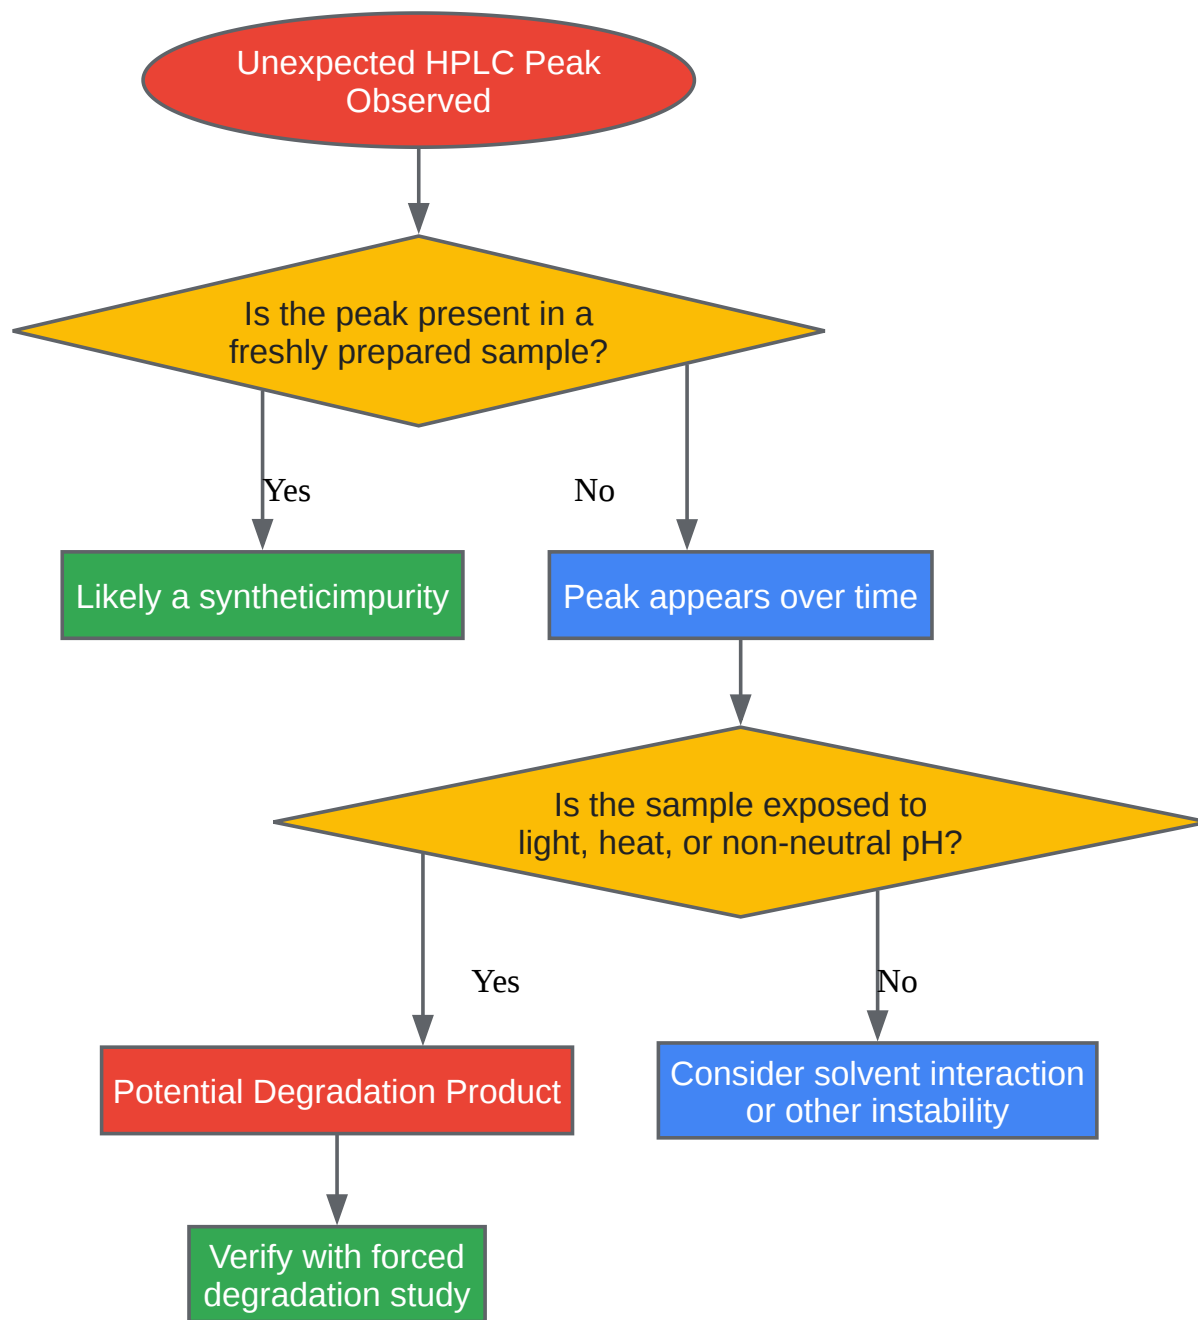 Unexpected HPLC Peak
Observed
Is the peak present in a
freshly prepared sample?
Yes
No
Likely a syntheticimpurity
Peak appears over time
Is the sample exposed to
light, heat, or non-neutral pH?
Yes
No
Potential Degradation Product
Consider solvent interaction
or other instability
Verify with forced
degradation study